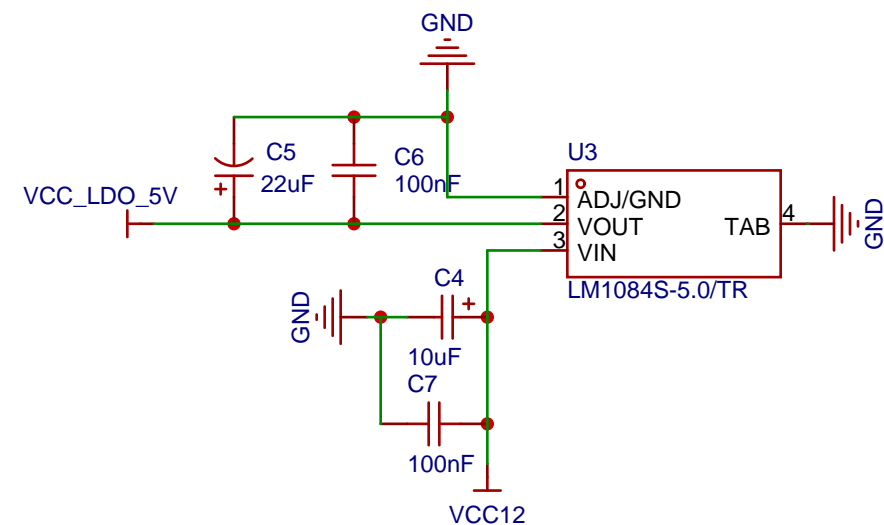 GND
U3
C5
C6
22uF
100nF
VCC_LDO_5V
1
ADJ/GND
2
VOUT
TAB
4
GND
3
VIN
LM1084S-5.0/TR
C4
GND
10uF
C7
100nF
VCC12